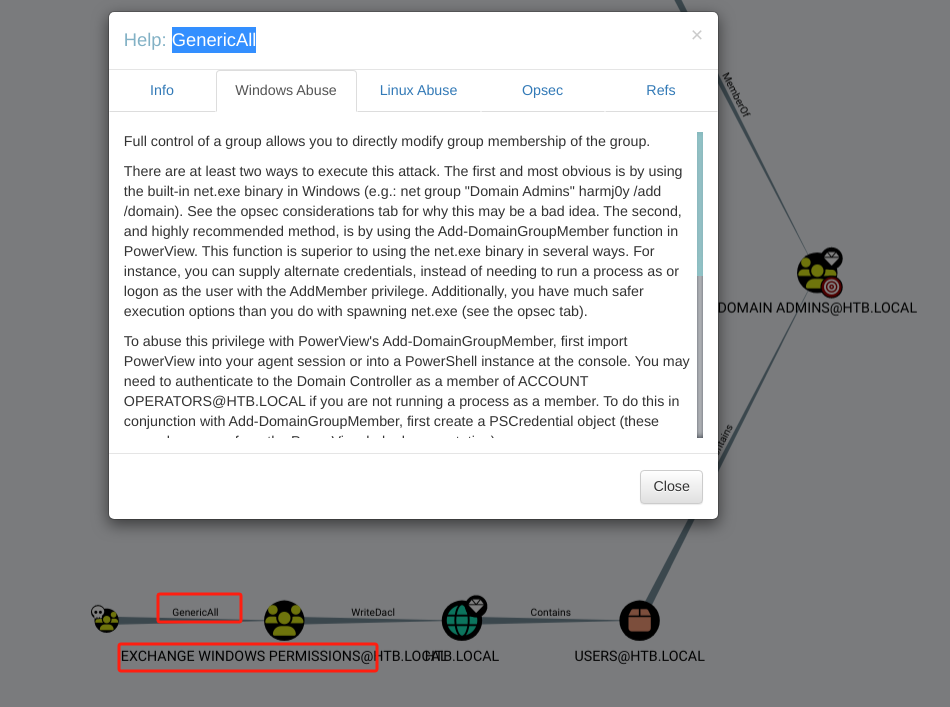 Help: GenericAll
×
Info
Windows Abuse
Linux Abuse
Opsec
Refs
Full control of a group allows you to directly modify group membership of the group.
There are at least two ways to execute this attack. The first and most obvious is by using
the built-in net.exe binary in Windows (e.g.: net group "Domain Admins" harmj0y /add
/domain). See the opsec considerations tab for why this may be a bad idea. The second,
and highly recommended method, is by using the Add-DomainGroupMember function in
PowerView. This function is superior to using the net.exe binary in several ways. For
instance, you can supply alternate credentials, instead of needing to run a process as or
logon as the user with the AddMember privilege. Additionally, you have much safer
execution options than you do with spawning net.exe (see the opsec tab).
To abuse this privilege with PowerView's Add-DomainGroupMember, first import
PowerView into your agent session or into a PowerShell instance at the console. You may
need to authenticate to the Domain Controller as a member of ACCOUNT
OPERATORS@HTB.LOCAL if you are not running a process as a member. To do this in
conjunction with Add-DomainGroupMember, first create a PSCredential object (these
Close
MemberOf
DOMAIN ADMINS@HTB.LOCAL
tains
GenericAll
WriteDacl
Contains
EXCHANGE WINDOWS PERMISSIONS@HTB.LOCAL
HTB.LOCAL
USERS@HTB.LOCAL